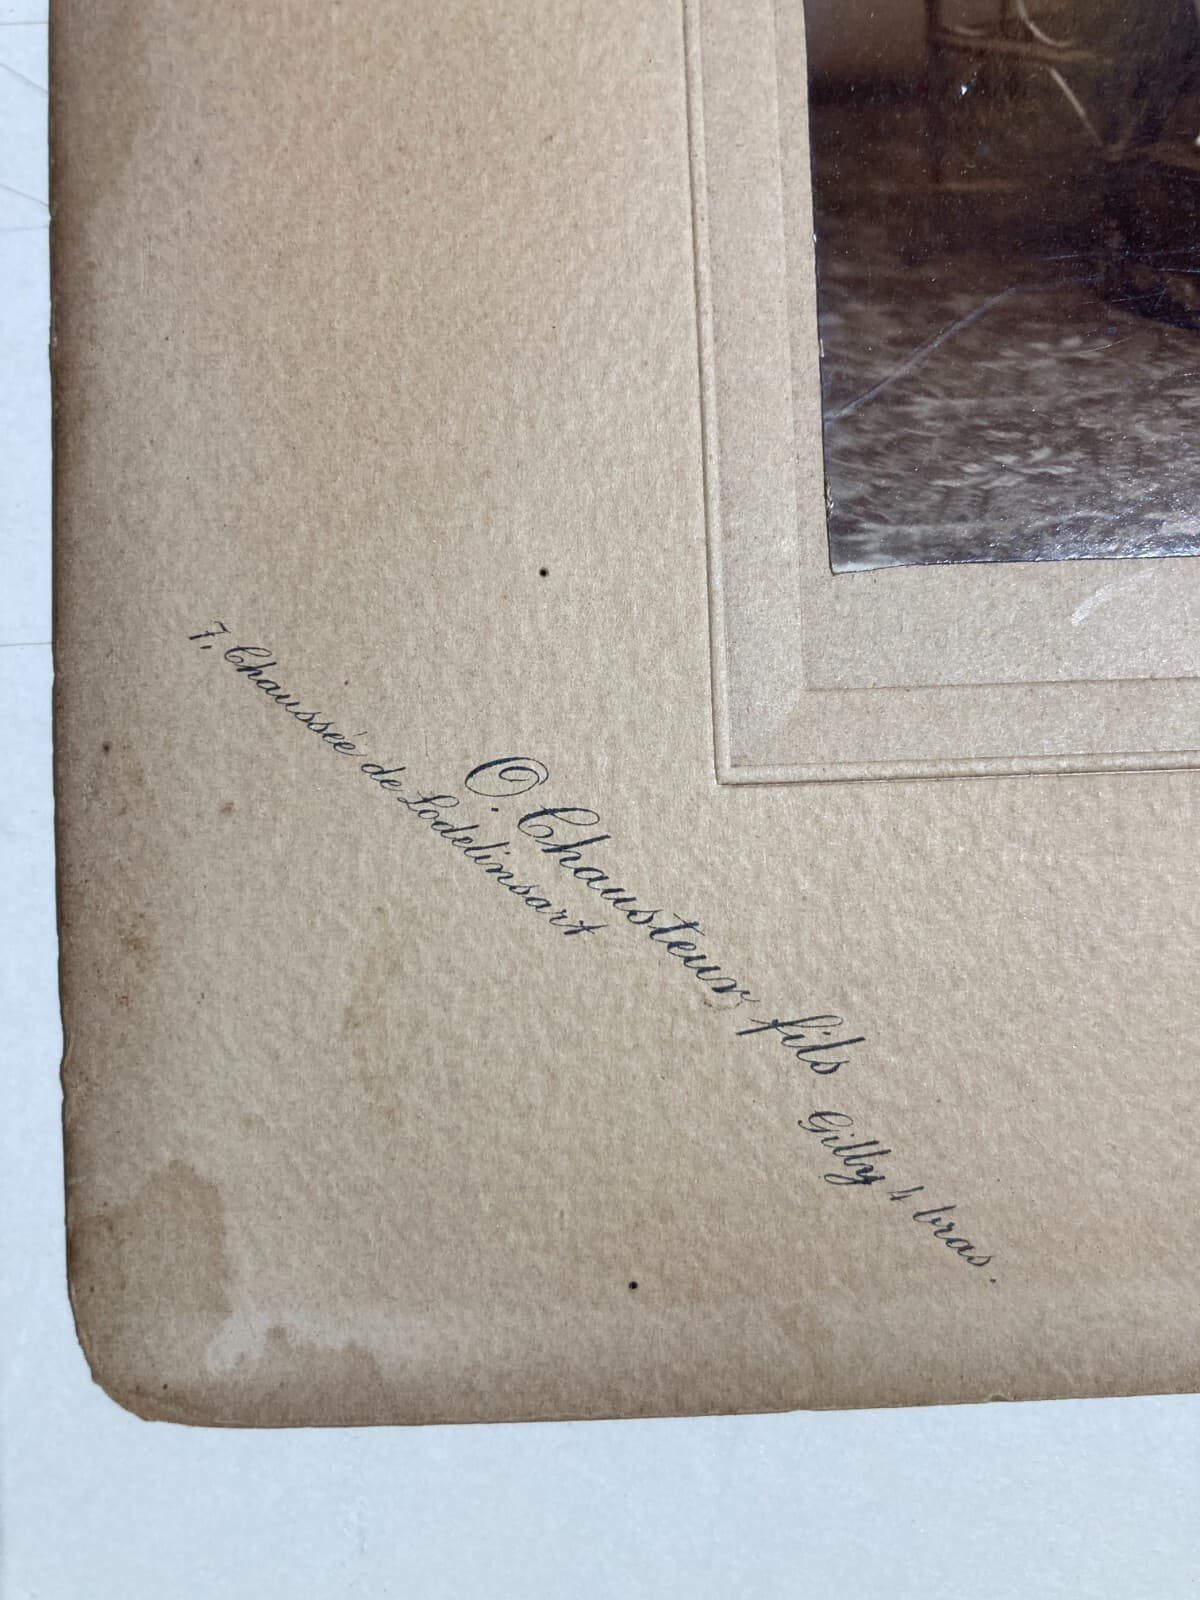 O. Chausteur fils
7, Chaussée de Lodelinsart
Gilly 4 bras.